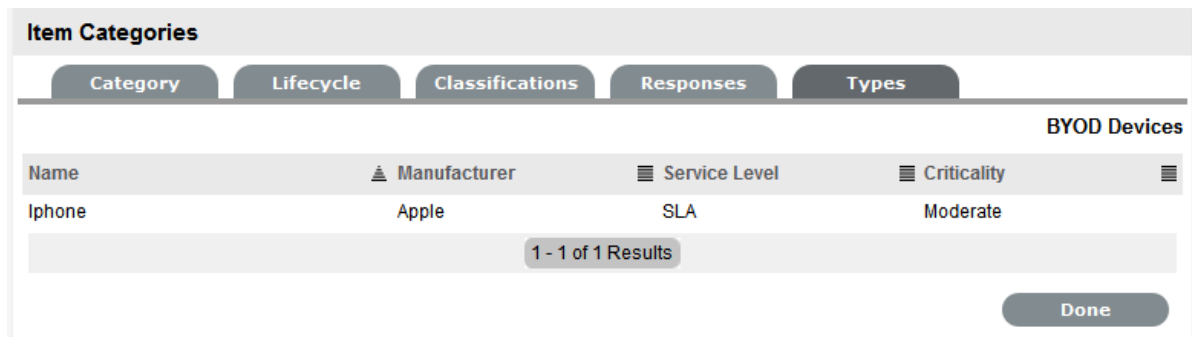 Item Categories
Category Lifecycle Classifications Responses Types
BYOD Devices
Name Manufacturer Service Level Criticality
Iphone Apple SLA Moderate
1 - 1 of 1 Results
Done